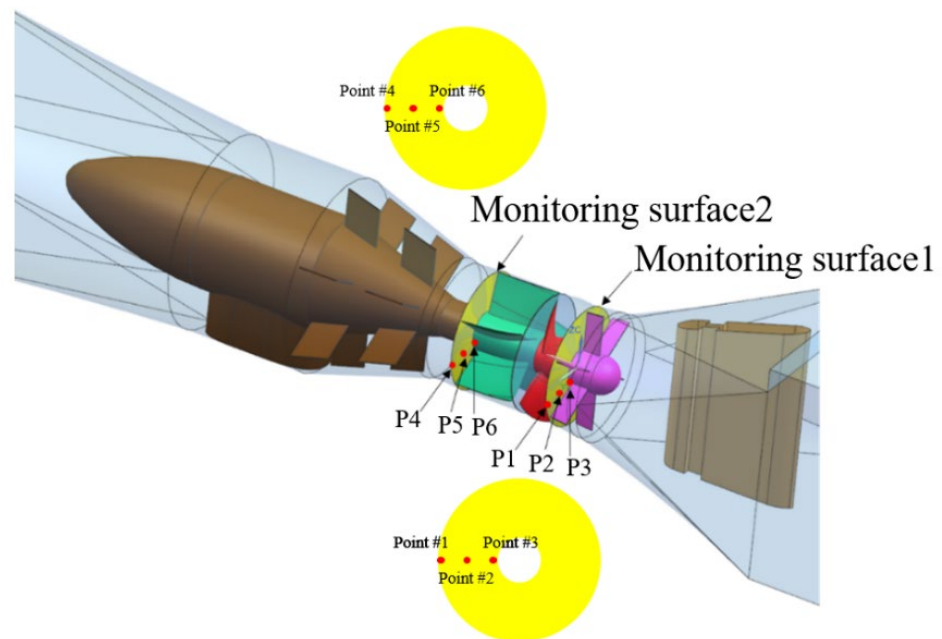 Point #4
Point #6
Point #5
Monitoring surface2
Monitoring surface1
P4
P5
P6
P1
P2
P3
Point #1
Point #3
Point #2